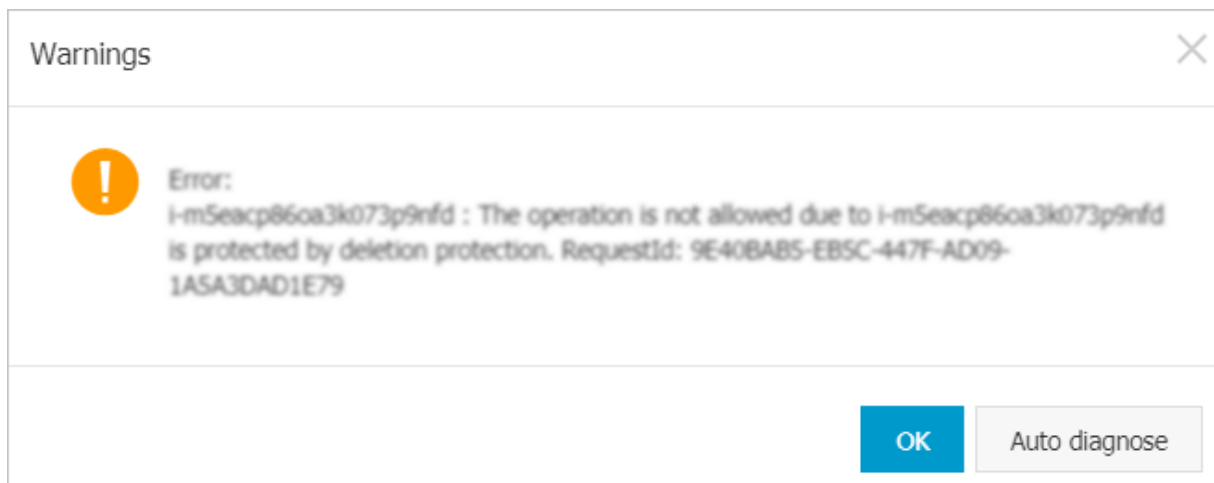 Warnings
Error:
i-m5eacp86oa3k073p9nfd : The operation is not allowed due to i-m5eacp86oa3k073p9nfd
is protected by deletion protection. RequestId: 9E40BAB5-EB5C-447F-AD09-
1A5A3DAD1E79
OK
Auto diagnose